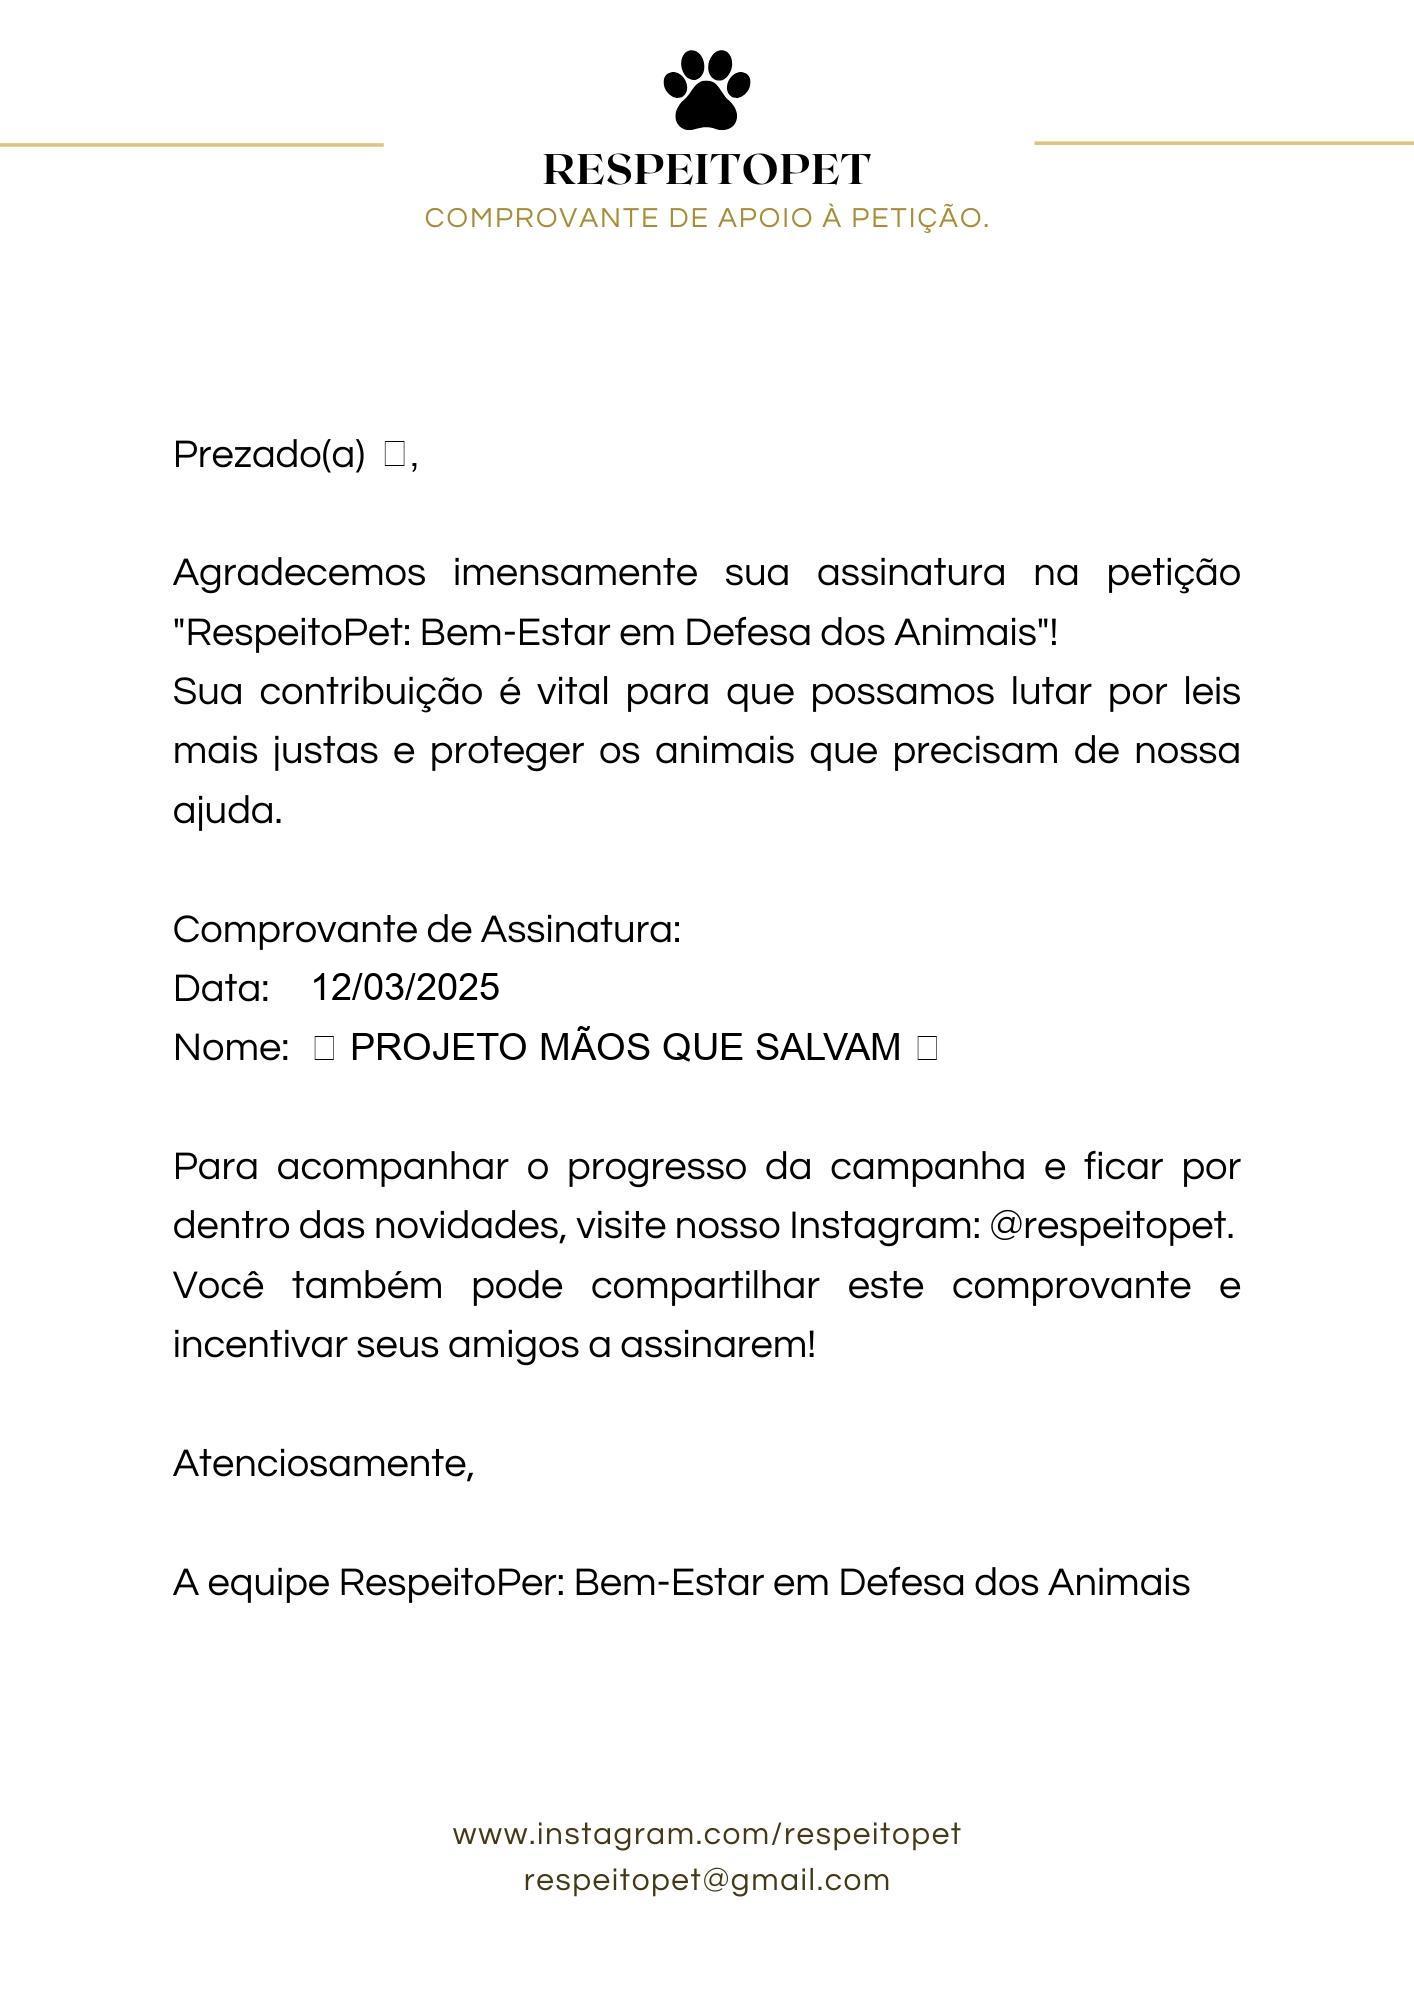 RESPEITOPET
COMPROVANTE DE APOIO À PETIÇÃO.
Prezado(a) □,
Agradecemos imensamente sua assinatura na petição
"RespeitoPet: Bem-Estar em Defesa dos Animais"!
Sua contribuição é vital para que possamos lutar por leis
mais justas e proteger os animais que precisam de nossa
ajuda.
Comprovante de Assinatura:
Data: 12/03/2025
Nome: □ PROJETO MÃOS QUE SALVAM □
Para acompanhar o progresso da campanha e ficar por
dentro das novidades, visite nosso Instagram: @respeitopet.
Você também pode compartilhar este comprovante e
incentivar seus amigos a assinarem!
Atenciosamente,
A equipe RespeitoPer: Bem-Estar em Defesa dos Animais
www.instagram.com/respeitopet
respeitopet@gmail.com